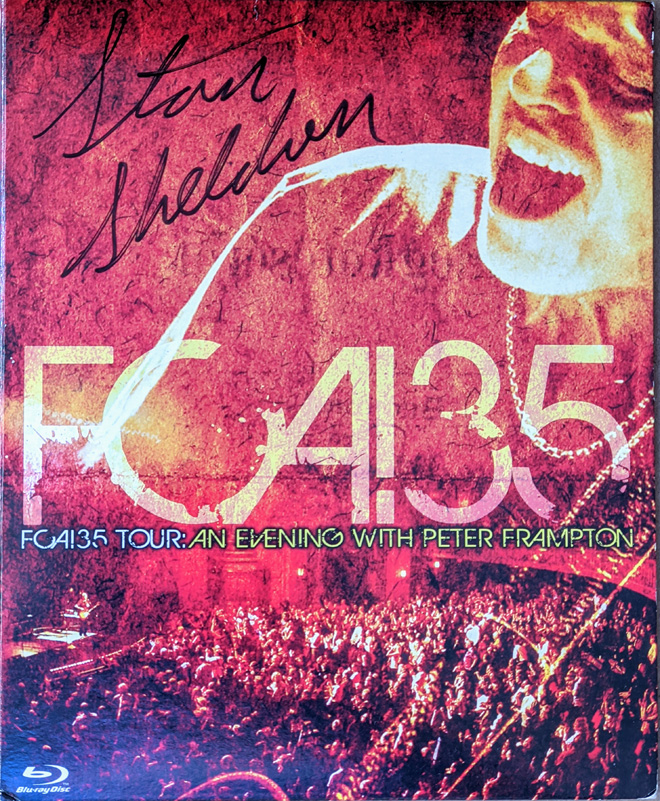 Stan
Sheldon
FCA!35
FCA!35 TOUR: AN EVENING WITH PETER FRAMPTON
Blu-ray Disc